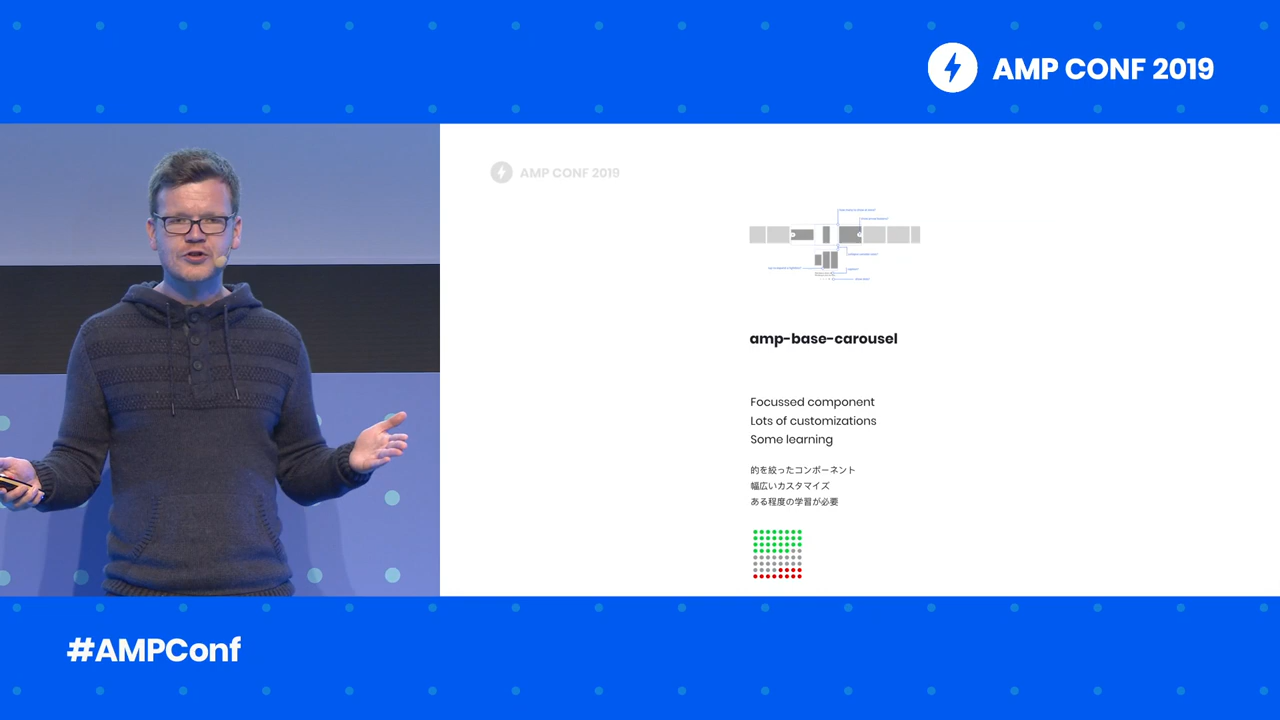 AMP CONF 2019
AMP CONF 2019
amp-base-carousel
Focussed component
Lots of customizations
Some learning
的を絞ったコンポーネント
幅広いカスタマイズ
ある程度の学習が必要
#AMPConf